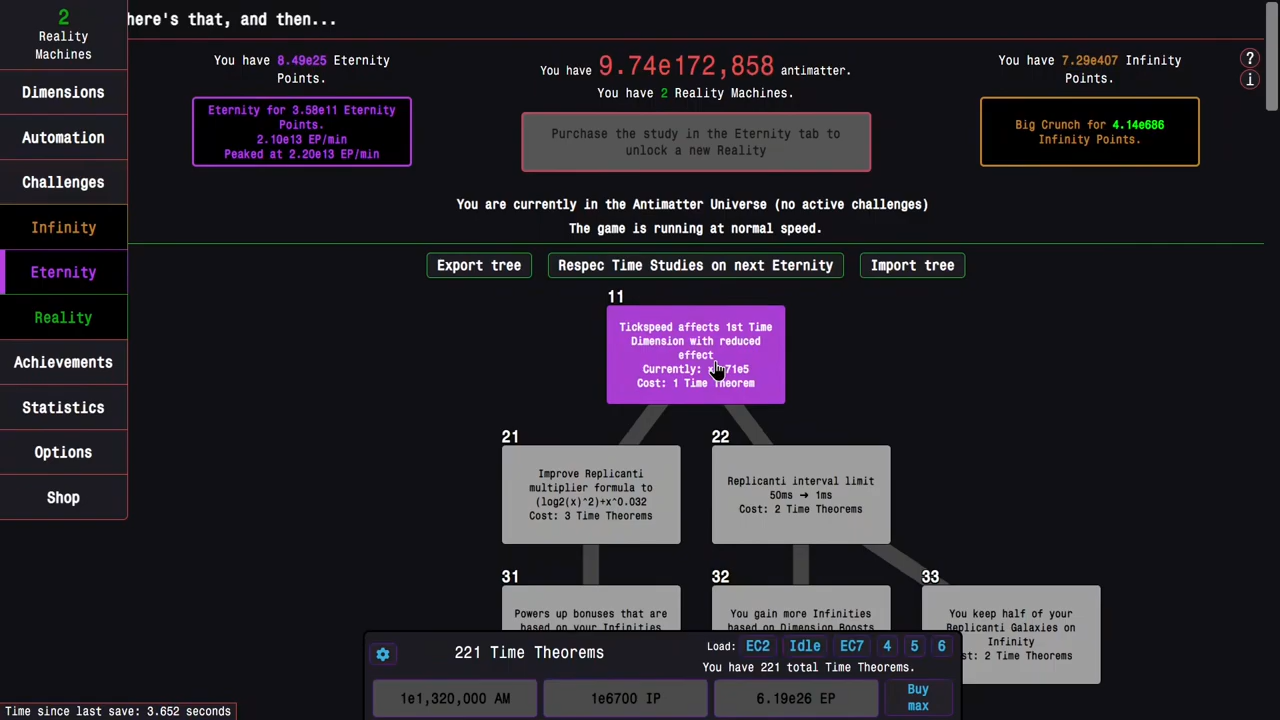 2
Reality
Machines
here's that, and then...
Dimensions
Automation
Challenges
Infinity
Eternity
Reality
Achievements
Statistics
Options
Shop
You have 8.49e25 Eternity
Points.
Eternity for 3.58e11 Eternity
Points.
2.10e13 EP/min
Peaked at 2.20e13 EP/min
You have 9.74e172,858 antimatter.
You have 2 Reality Machines.
Purchase the study in the Eternity tab to
unlock a new Reality
You have 7.29e407 Infinity
Points.
Big Crunch for 4.14e686
Infinity Points.
?
i
You are currently in the Antimatter Universe (no active challenges)
The game is running at normal speed.
Export tree
Respec Time Studies on next Eternity
Import tree
11
Tickspeed affects 1st Time
Dimension with reduced
effect
Currently:
Cost: 1 Time Theorem
21
Improve Replicanti
multiplier formula to
(log2(x)^2)+x^0.032
Cost: 3 Time Theorems
22
Replicanti interval limit
50ms → 1ms
Cost: 2 Time Theorems
31
Powers up bonuses that are
based on your Infinities
32
You gain more Infinities
based on Dimension Boosts
33
You keep half of your
Replicanti Galaxies on
Infinity
Cost: 2 Time Theorems
221 Time Theorems
Load: EC2 Idle EC7 4 5 6
You have 221 total Time Theorems.
1e1,320,000 AM
1e6700 IP
6.19e26 EP
Buy
max
Time since last save: 3.652 seconds